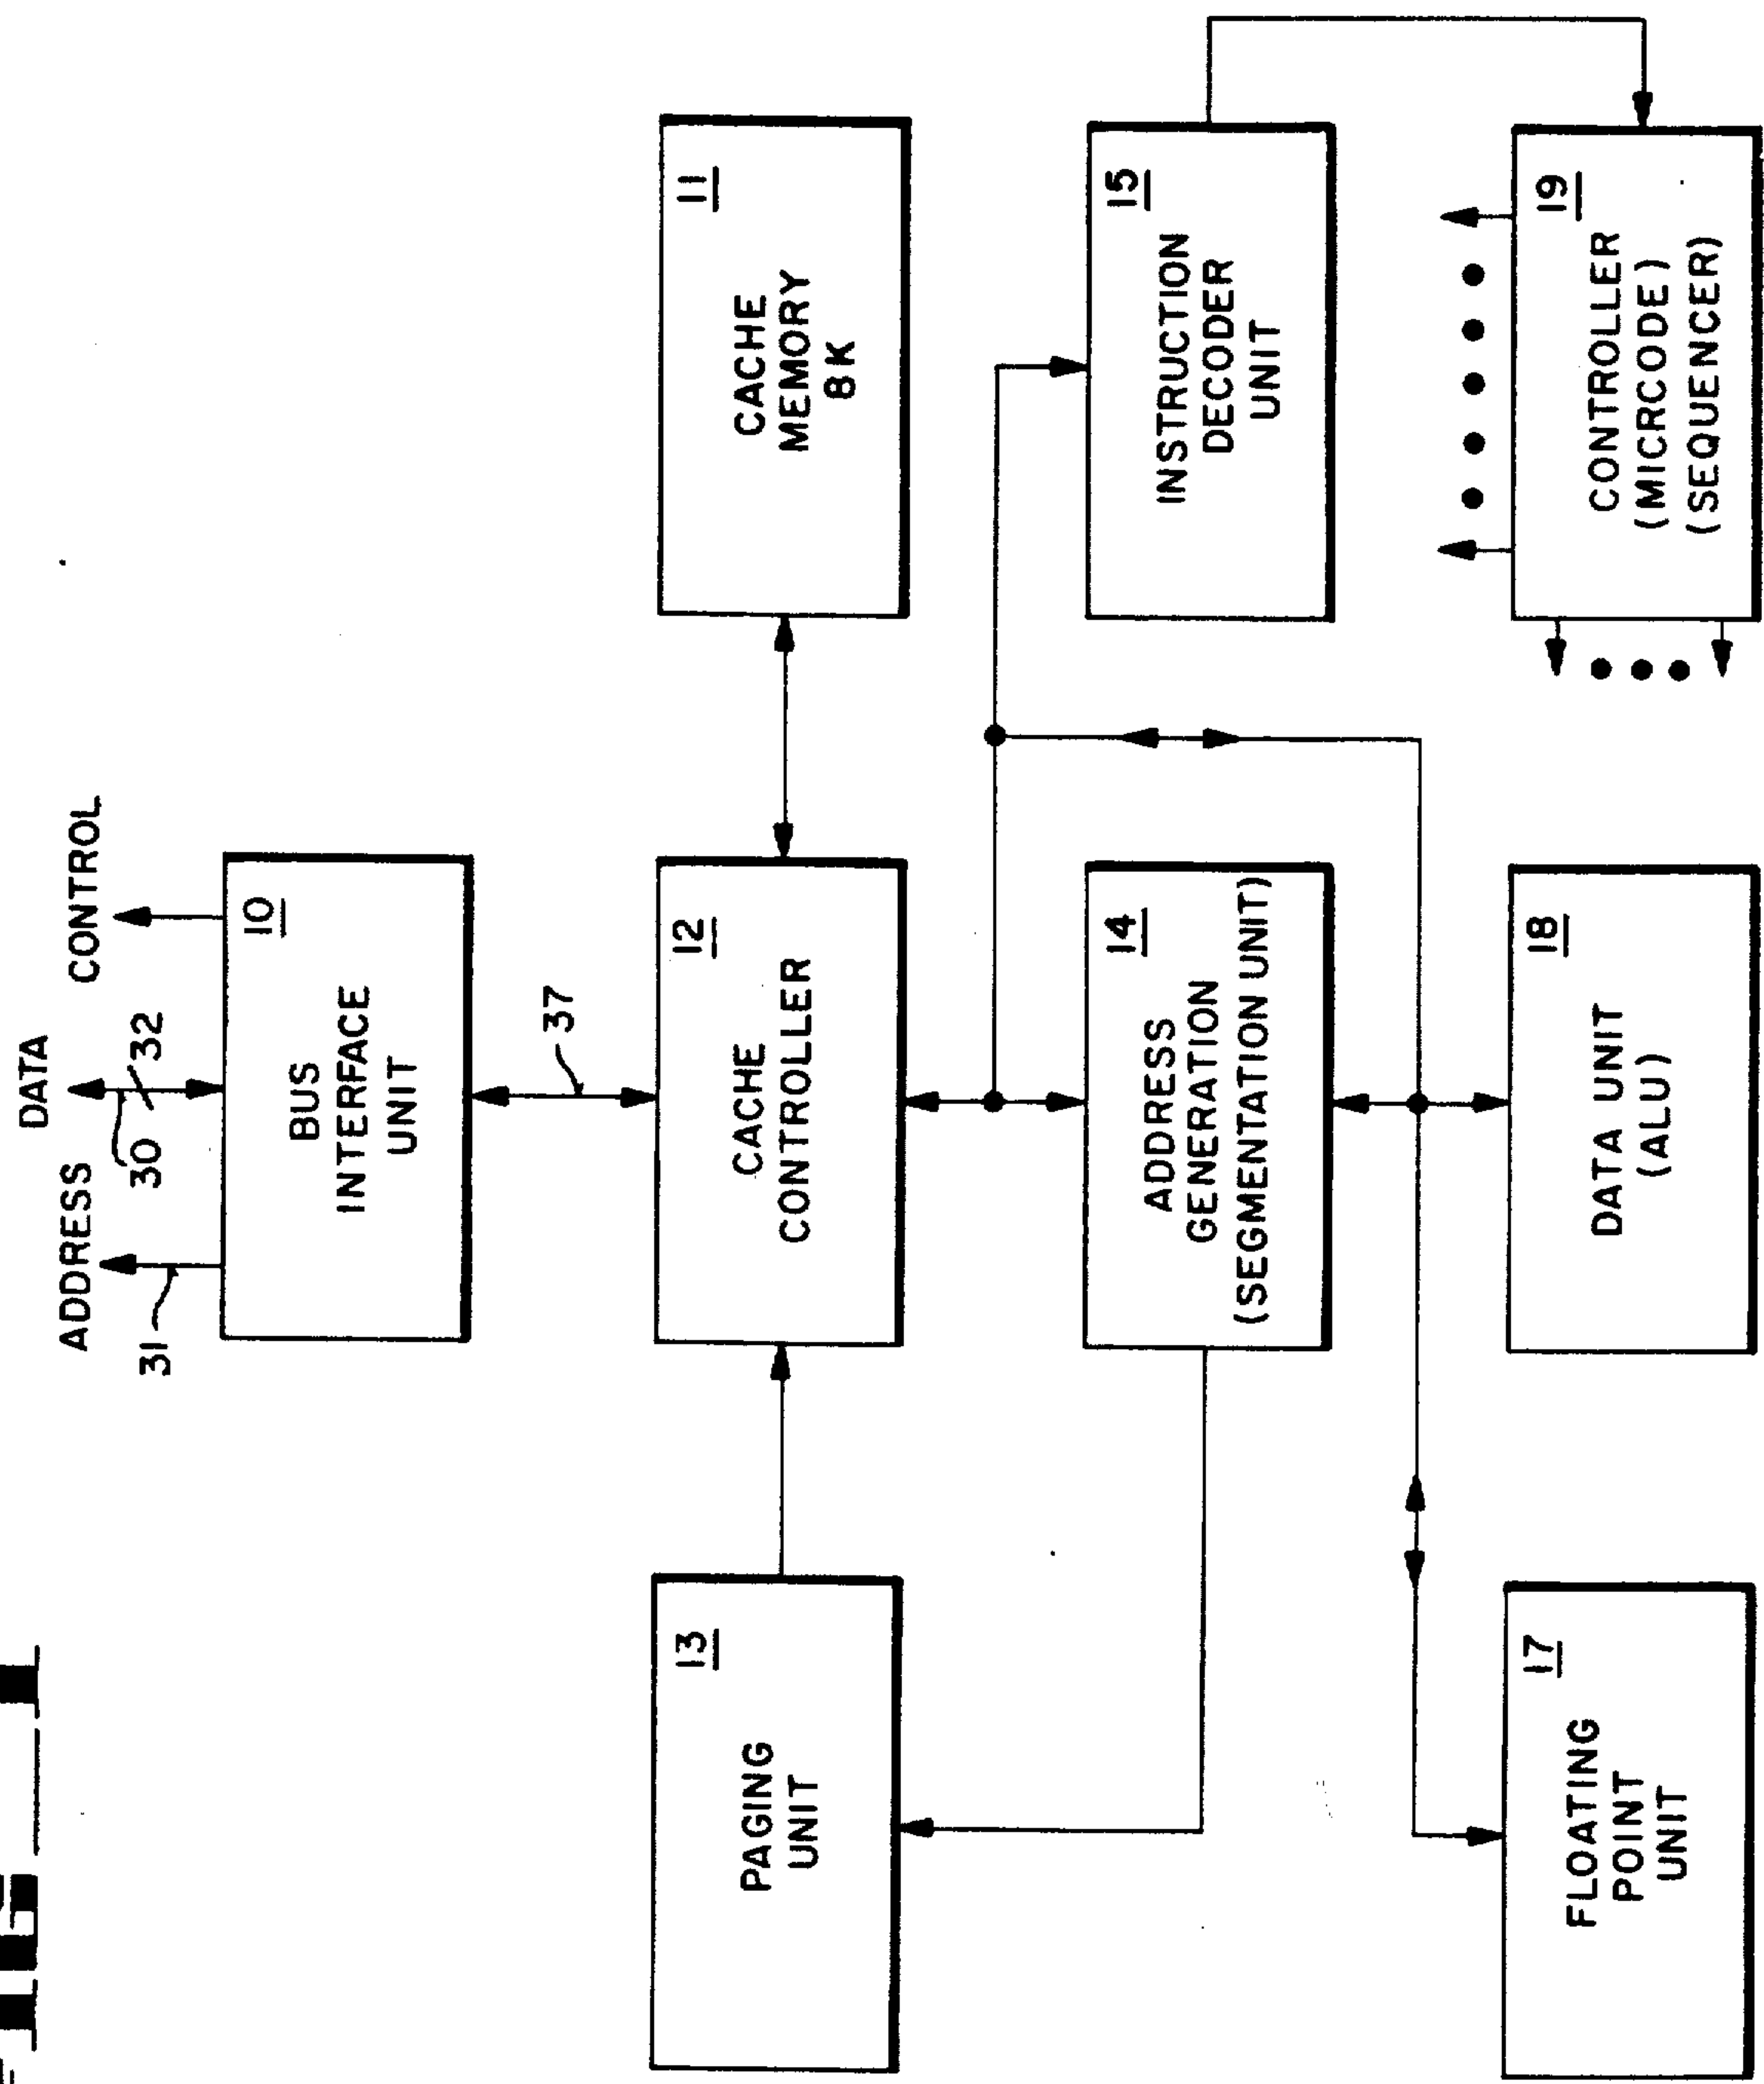 ADDRESS
DATA
CONTROL
31
30
32
BUS
INTERFACE
UNIT
10
37
PAGING
UNIT
13
CACHE
CONTROLLER
12
CACHE
MEMORY
8K
11
ADDRESS
GENERATION
(SEGMENTATION UNIT)
14
INSTRUCTION
DECODER
UNIT
15
FLOATING
POINT
UNIT
17
DATA UNIT
(ALU)
18
CONTROLLER
(MICRCODE)
(SEQUENCER)
19